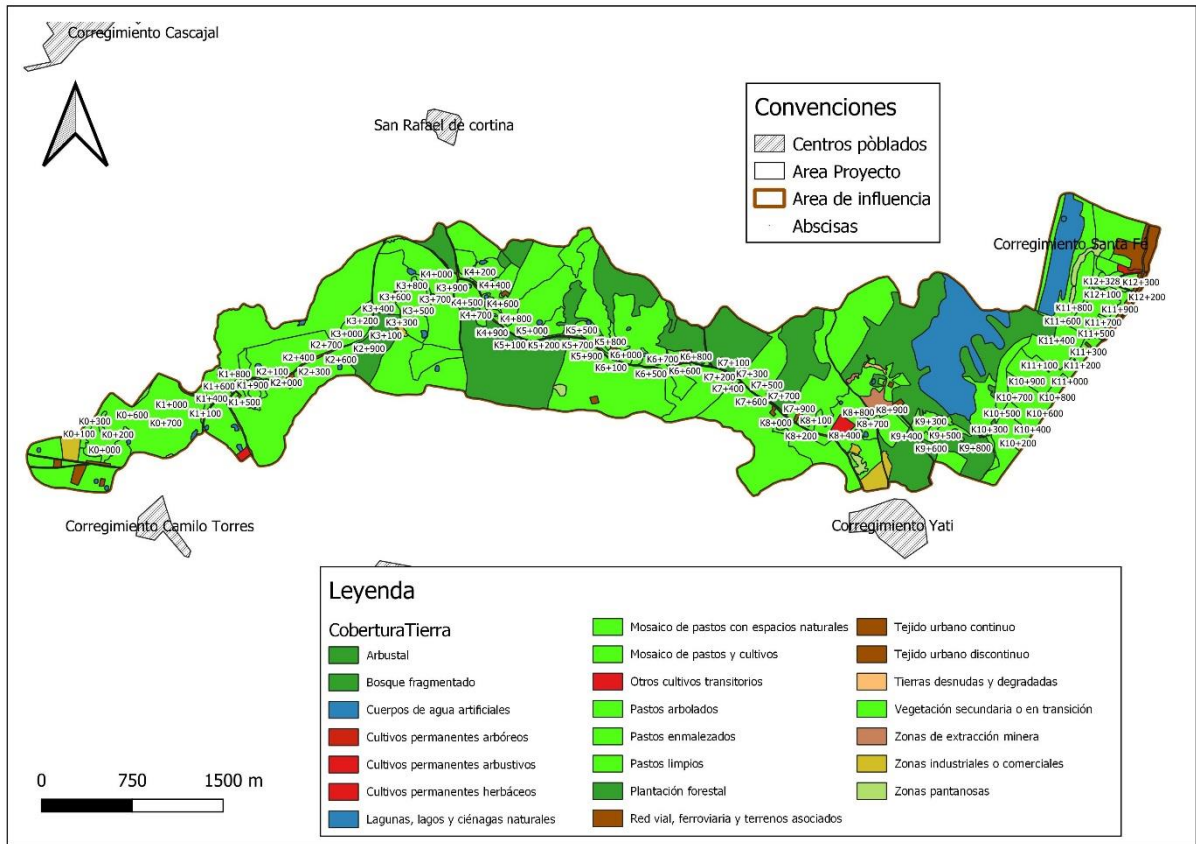 Corregimiento Cascajal
San Rafael de cortina
Convenciones
Centros pòblados
Area Proyecto
Area de influencia
Abscisas
Corregimiento Santa Fé
K4+000 K4+200
K3+800 K3+900 K4+400
K3+600 K3+700 K4+500 K4+600
K3+400 K3+500 K4+700 K4+800
K3+200 K3+300 K4+900 K5+000 K5+500
K3+000 K3+100 K5+100 K5+200 K5+700 K5+800
K2+700 K2+900 K5+900 K6+000 K6+700 K6+800
K2+400 K2+600 K6+100 K6+500 K6+600 K7+100
K1+800 K2+100 K2+300 K7+200 K7+300
K1+600 K1+900 K2+000 K7+400 K7+500
K1+400 K1+500 K7+600 K7+700
K1+000 K1+100 K7+900
K0+600 K0+700 K8+000 K8+100 K8+800 K8+900
K0+300 K8+200 K8+400 K8+700 K9+300
K0+100 K0+200 K9+400 K9+500
K0+000 K9+600 K9+800
K12+328 K12+300
K12+100 K12+200
K11+800 K11+900
K11+600 K11+700
K11+400 K11+500
K11+300
K11+100 K11+200
K10+900 K11+000
K10+700 K10+800
K10+500 K10+600
K10+300 K10+400
K10+200
Corregimiento Camilo Torres
Corregimiento Yati
Leyenda
CoberturaTierra
Arbustal
Bosque fragmentado
Cuerpos de agua artificiales
Cultivos permanentes arbóreos
Cultivos permanentes arbustivos
Cultivos permanentes herbáceos
Lagunas, lagos y ciénagas naturales
Mosaico de pastos con espacios naturales
Mosaico de pastos y cultivos
Otros cultivos transitorios
Pastos arbolados
Pastos enmalezados
Pastos limpios
Plantación forestal
Red vial, ferroviaria y terrenos asociados
Tejido urbano continuo
Tejido urbano discontinuo
Tierras desnudas y degradadas
Vegetación secundaria o en transición
Zonas de extracción minera
Zonas industriales o comerciales
Zonas pantanosas
0 750 1500 m